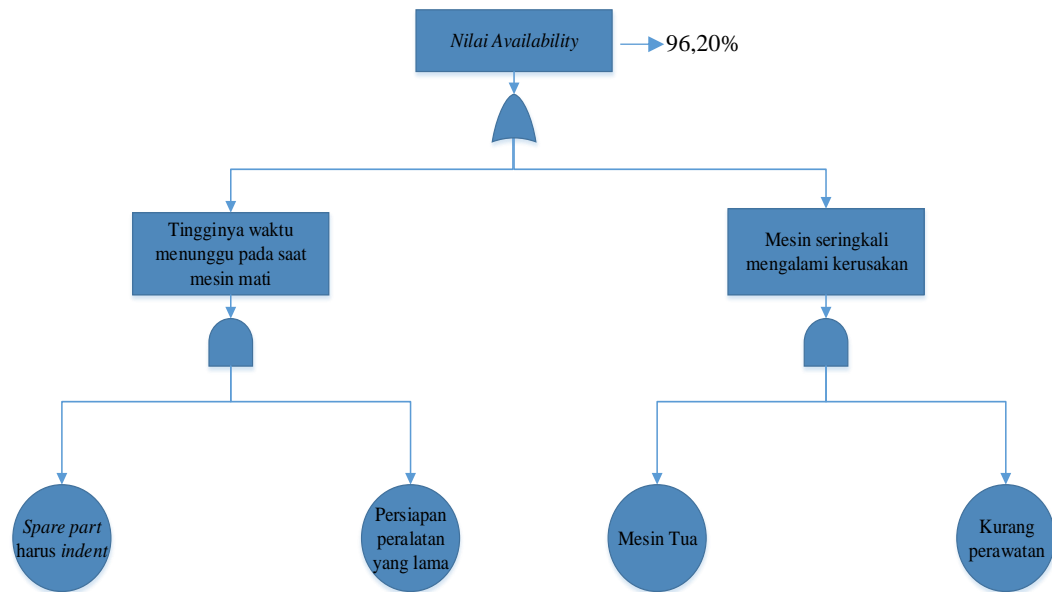 Nilai Availability
96,20%
Tingginya waktu
menunggu pada saat
mesin mati
Mesin seringkali
mengalami kerusakan
Spare part
harus indent
Persiapan
peralatan
yang lama
Mesin Tua
Kurang
perawatan